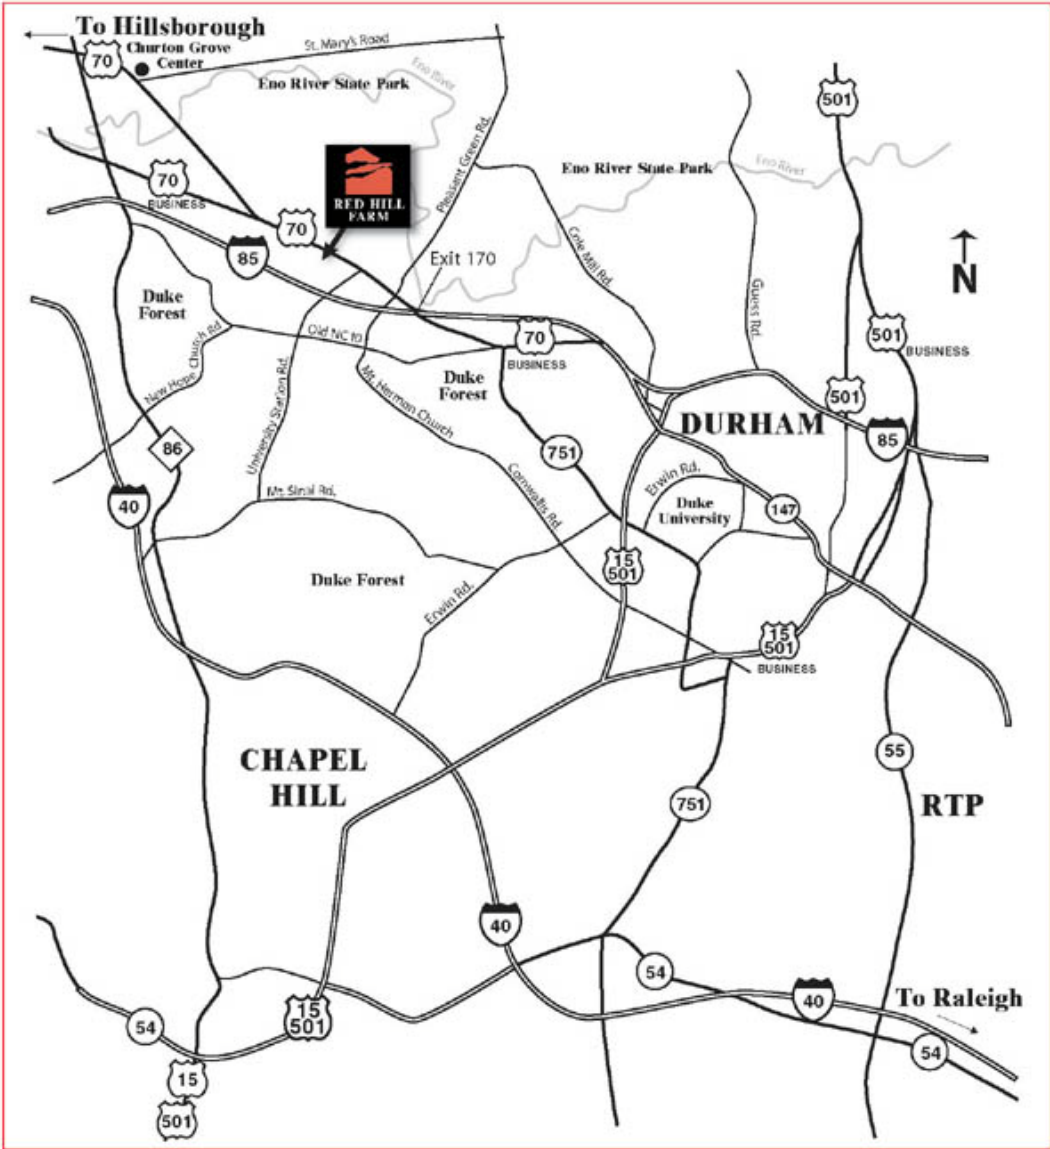 To Hillsborough
70
Churton Grove
Center
St. Mary's Road
Eno River State Park
Eno River
501
70
BUSINESS
RED HILL
FARM
Pleasant Green Rd.
Eno River State Park
Eno River
70
85
Exit 170
Cole Mill Rd.
Guess Rd.
N
Duke
Forest
New Hope Church Rd
Old NC 10
70
BUSINESS
501
BUSINESS
University Station Rd.
Mt. Herman Church
Duke
Forest
501
DURHAM
85
86
751
40
Mt. Sinai Rd.
Cornwallis Rd
Erwin Rd.
Duke
University
147
Duke Forest
Erwin Rd.
15
501
15
501
BUSINESS
CHAPEL
HILL
55
751
RTP
40
54
To Raleigh
40
54
54
15
501
15
501